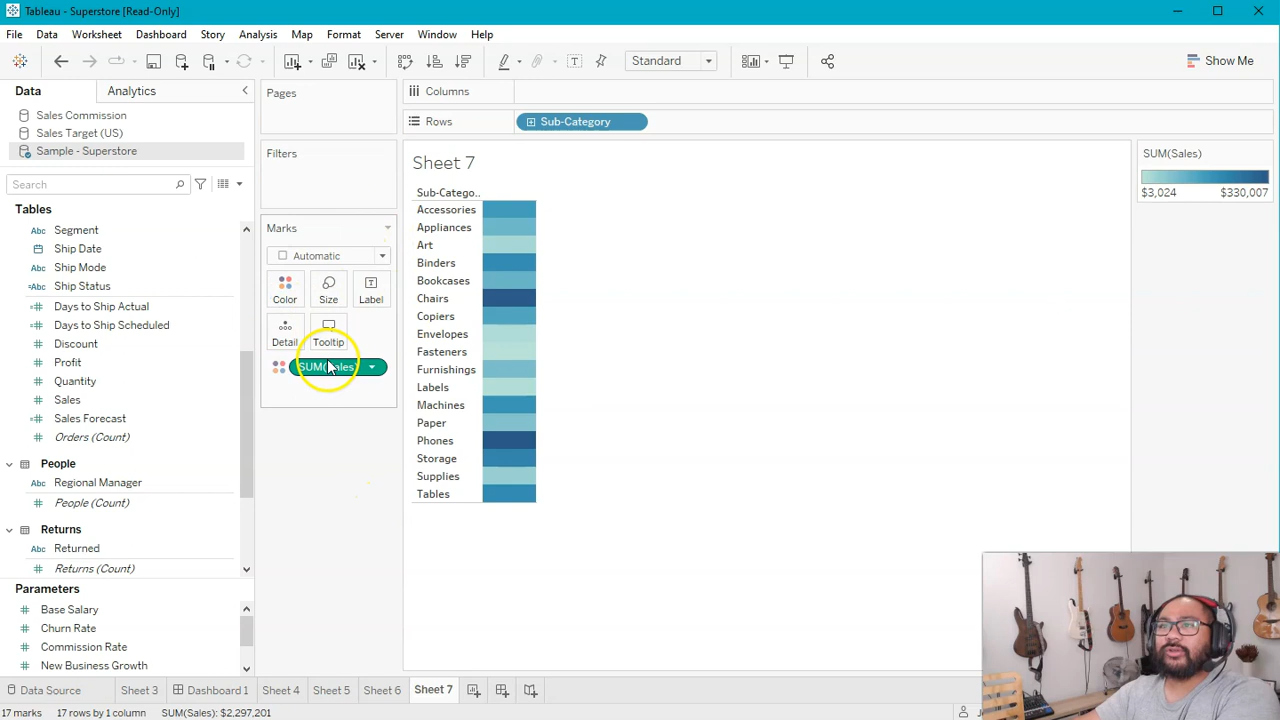 Tableau - Superstore [Read-Only]
File Data Worksheet Dashboard Story Analysis Map Format Server Window Help
Standard
Show Me
Data
Analytics
Sales Commission
Sales Target (US)
Sample - Superstore
Search
Tables
Abc Segment
Ship Date
Abc Ship Mode
=Abc Ship Status
Days to Ship Actual
Days to Ship Scheduled
Discount
Profit
Quantity
Sales
Sales Forecast
Orders (Count)
People
Abc Regional Manager
People (Count)
Returns
Abc Returned
Returns (Count)
Parameters
Base Salary
Churn Rate
Commission Rate
New Business Growth
Pages
Filters
Marks
Automatic
Color
Size
Label
Detail
Tooltip
SUM(Sales
Columns
Rows
Sub-Category
Sheet 7
Sub-Catego..
Accessories
Appliances
Art
Binders
Bookcases
Chairs
Copiers
Envelopes
Fasteners
Furnishings
Labels
Machines
Paper
Phones
Storage
Supplies
Tables
SUM(Sales)
$3,024
$330,007
Data Source
Sheet 3
Dashboard 1
Sheet 4
Sheet 5
Sheet 6
Sheet 7
17 marks 17 rows by 1 column SUM(Sales): $2,297,201